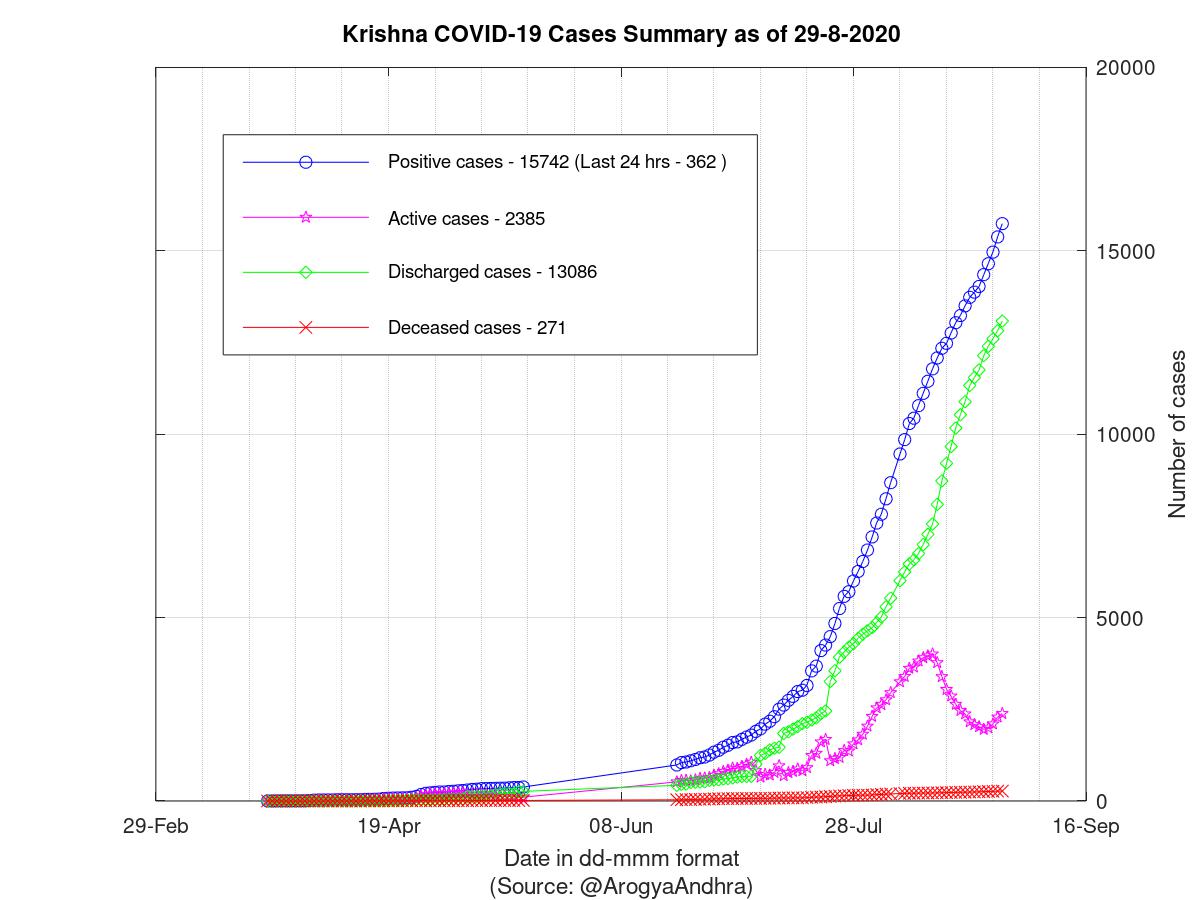 Krishna COVID-19 Cases Summary as of 29-8-2020
20000
Positive cases - 15742 (Last 24 hrs - 362 )
Active cases - 2385
Discharged cases - 13086
Deceased cases - 271
15000
10000
5000
0
Number of cases
29-Feb 19-Apr 08-Jun 28-Jul 16-Sep
Date in dd-mmm format
(Source: @ArogyaAndhra)